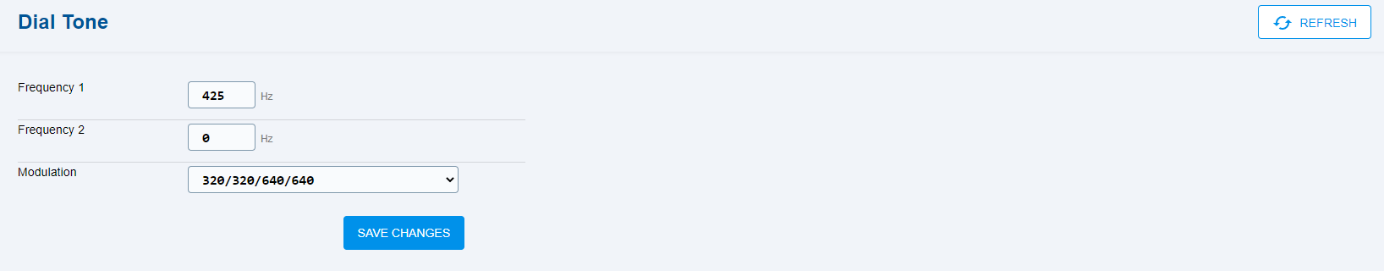 Dial Tone
REFRESH
Frequency 1
425 Hz
Frequency 2
0 Hz
Modulation
320/320/640/640
SAVE CHANGES